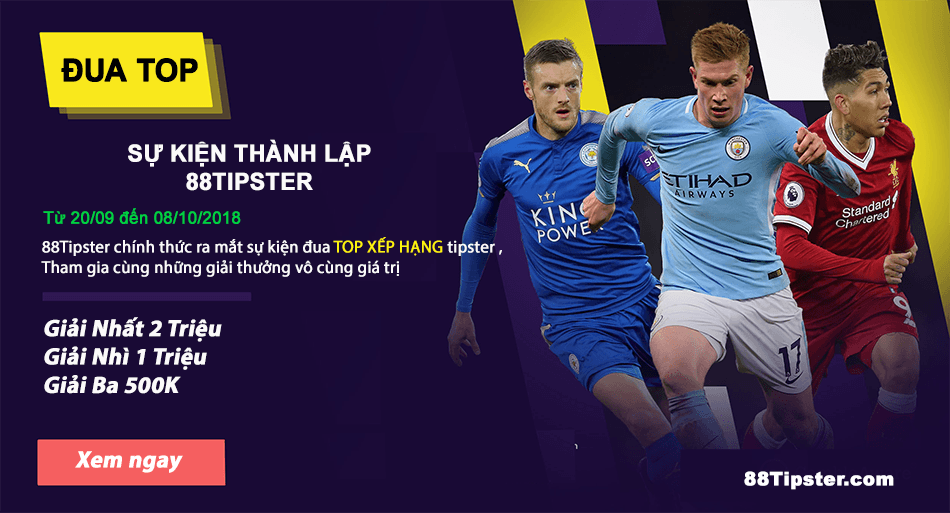 ĐUA TOP
SỰ KIỆN THÀNH LẬP
88TIPSTER
Từ 20/09 đến 08/10/2018
88Tipster chính thức ra mắt sự kiện đua TOP XẾP HẠNG tipster ,
Tham gia cùng những giải thưởng vô cùng giá trị
Giải Nhất 2 Triệu
Giải Nhì 1 Triệu
Giải Ba 500K
Xem ngay
KING
POWER
ETIHAD
AIRWAYS
17
Standard
Chartered
9
88Tipster.com